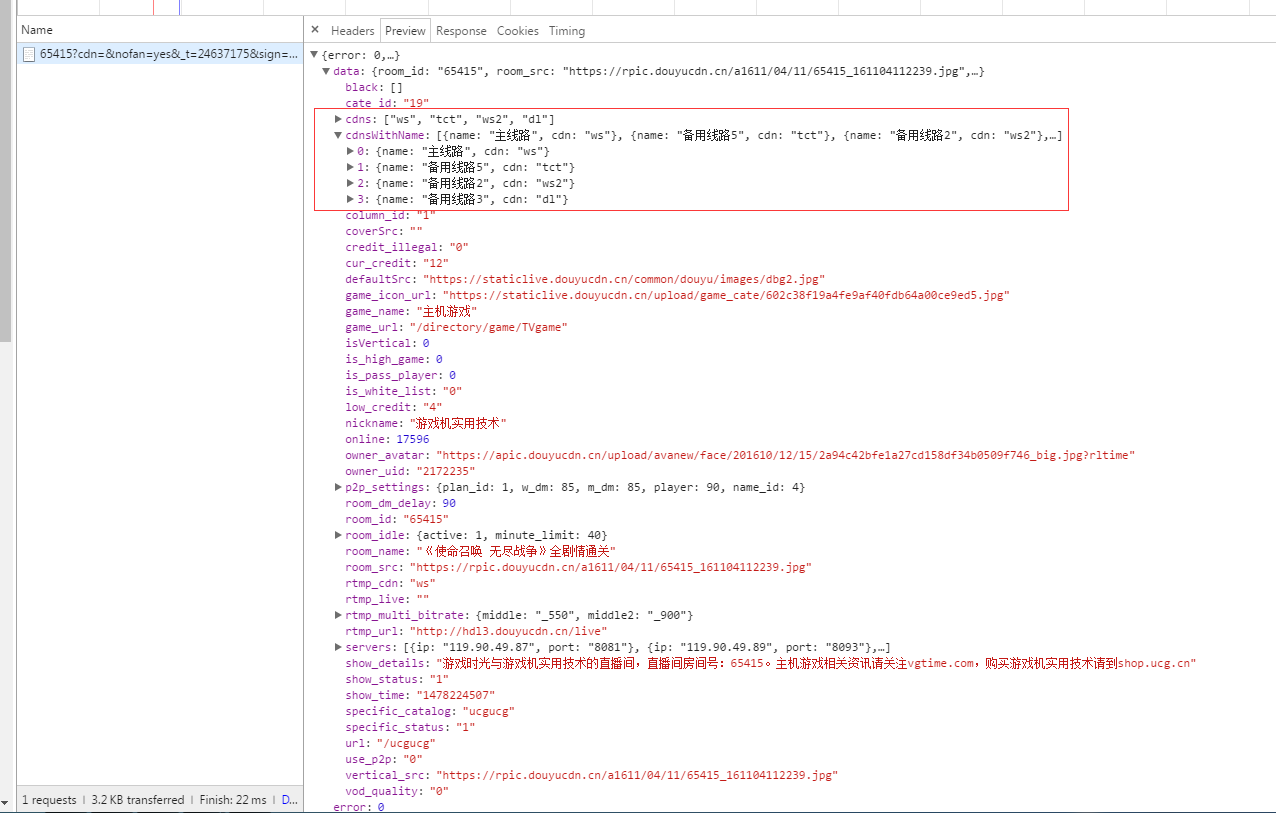 Name
65415?cdn=&nofan=yes&_t=24637175&sign=...
× Headers Preview Response Cookies Timing
{error: 0,…}
data: {room_id: "65415", room_src: "https://rpic.douyucdn.cn/a1611/04/11/65415_161104112239.jpg",…}
black: []
cate_id: "19"
cdns: ["ws", "tct", "ws2", "dl"]
cdnsWithName: [{name: "主线路", cdn: "ws"}, {name: "备用线路5", cdn: "tct"}, {name: "备用线路2", cdn: "ws2"},…]
0: {name: "主线路", cdn: "ws"}
1: {name: "备用线路5", cdn: "tct"}
2: {name: "备用线路2", cdn: "ws2"}
3: {name: "备用线路3", cdn: "dl"}
column_id: "1"
coverSrc: ""
credit_illegal: "0"
cur_credit: "12"
defaultSrc: "https://staticlive.douyucdn.cn/common/douyu/images/dbg2.jpg"
game_icon_url: "https://staticlive.douyucdn.cn/upload/game_cate/602c38f19a4fe9af40fdb64a00ce9ed5.jpg"
game_name: "主机游戏"
game_url: "/directory/game/TVgame"
isVertical: 0
is_high_game: 0
is_pass_player: 0
is_white_list: "0"
low_credit: "4"
nickname: "游戏机实用技术"
online: 17596
owner_avatar: "https://apic.douyucdn.cn/upload/avanew/face/201610/12/15/2a94c42bfe1a27cd158df34b0509f746_big.jpg?rltime"
owner_uid: "2172235"
p2p_settings: {plan_id: 1, w_dm: 85, m_dm: 85, player: 90, name_id: 4}
room_dm_delay: 90
room_id: "65415"
room_idle: {active: 1, minute_limit: 40}
room_name: "《使命召唤 无尽战争》全剧情通关"
room_src: "https://rpic.douyucdn.cn/a1611/04/11/65415_161104112239.jpg"
rtmp_cdn: "ws"
rtmp_live: ""
rtmp_multi_bitrate: {middle: "_550", middle2: "_900"}
rtmp_url: "http://hdl3.douyucdn.cn/live"
servers: [{ip: "119.90.49.87", port: "8081"}, {ip: "119.90.49.89", port: "8093"},…]
show_details: "游戏时光与游戏机实用技术的直播间，直播间房间号：65415。主机游戏相关资讯请关注vgtime.com，购买游戏机实用技术请到shop.ucg.cn"
show_status: "1"
show_time: "1478224507"
specific_catalog: "ucgucg"
specific_status: "1"
url: "/ucgucg"
use_p2p: "0"
vertical_src: "https://rpic.douyucdn.cn/a1611/04/11/65415_161104112239.jpg"
vod_quality: "0"
error: 0
1 requests | 3.2 KB transferred | Finish: 22 ms | D...